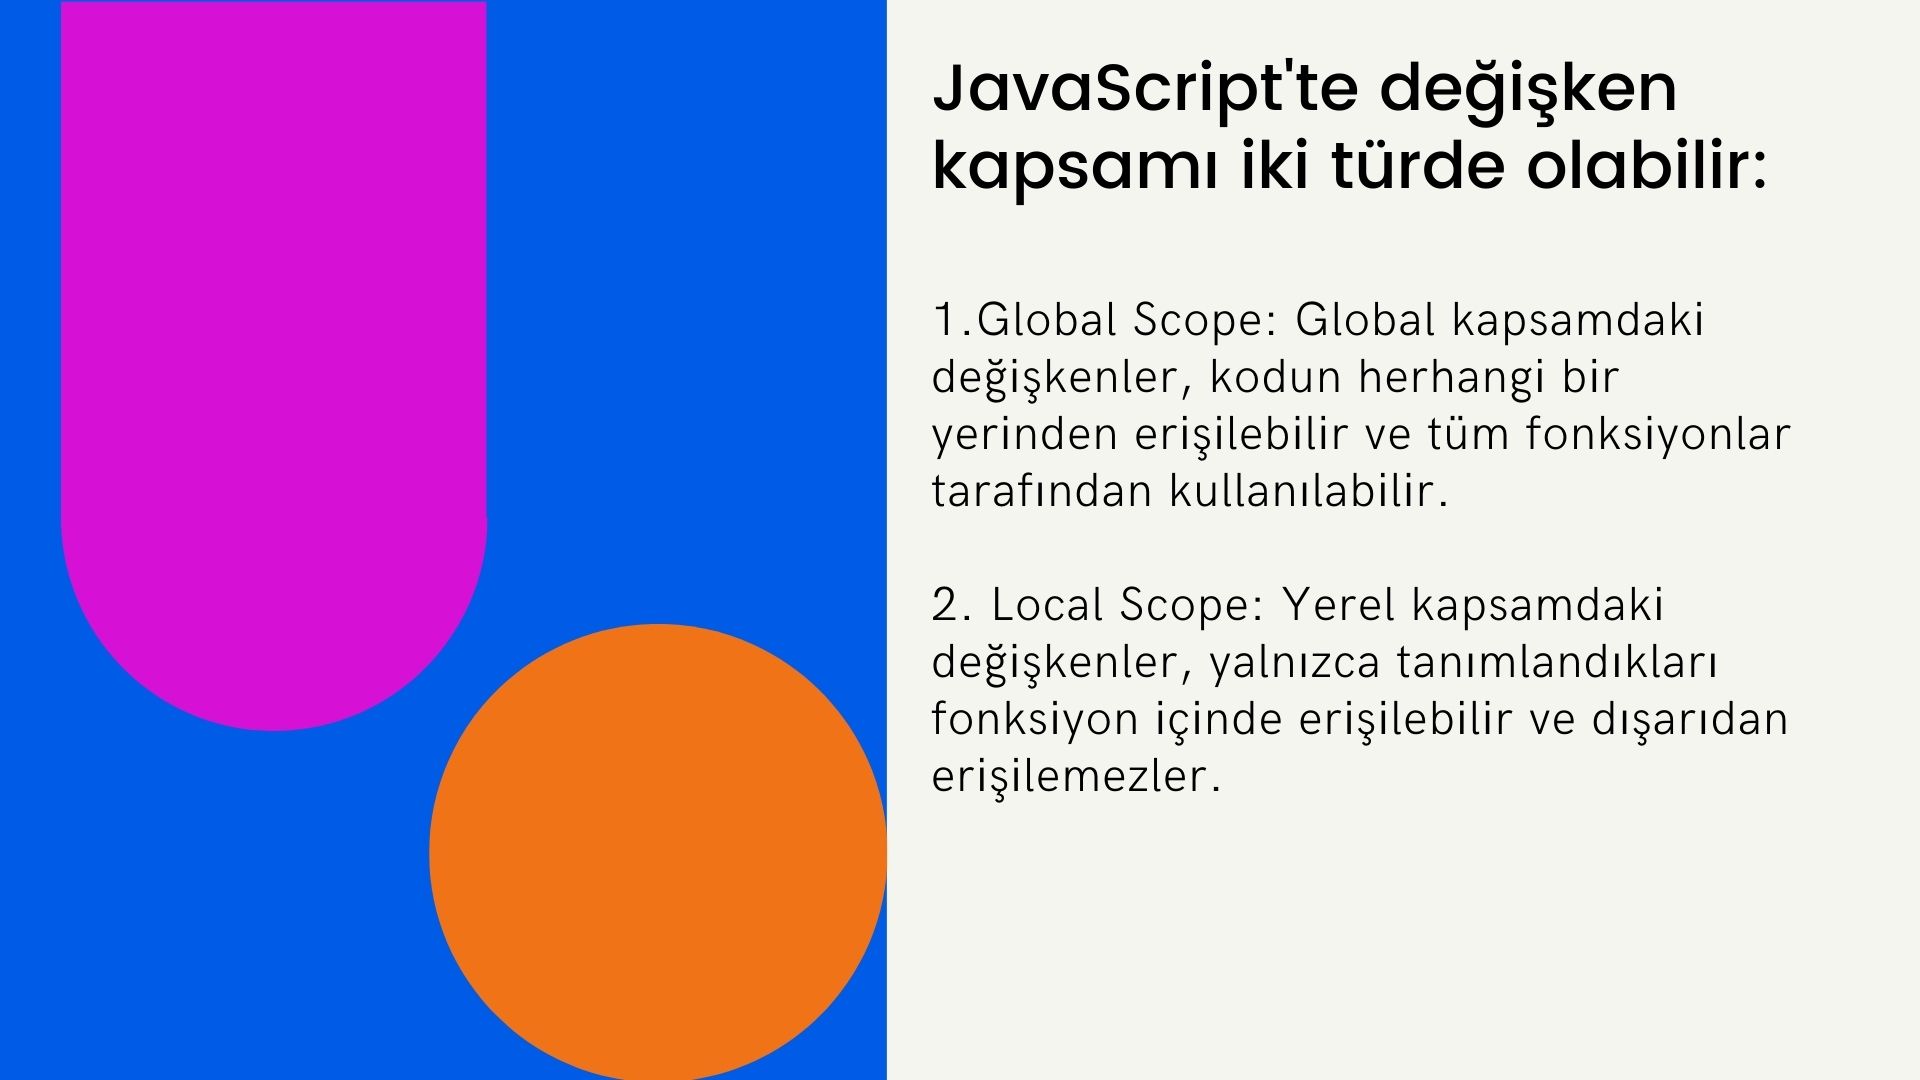 JavaScript'te değişken
kapsamı iki türde olabilir:
1.Global Scope: Global kapsamdaki
değişkenler, kodun herhangi bir
yerinden erişilebilir ve tüm fonksiyonlar
tarafından kullanılabilir.
2. Local Scope: Yerel kapsamdaki
değişkenler, yalnızca tanımlandıkları
fonksiyon içinde erişilebilir ve dışarıdan
erişilemezler.